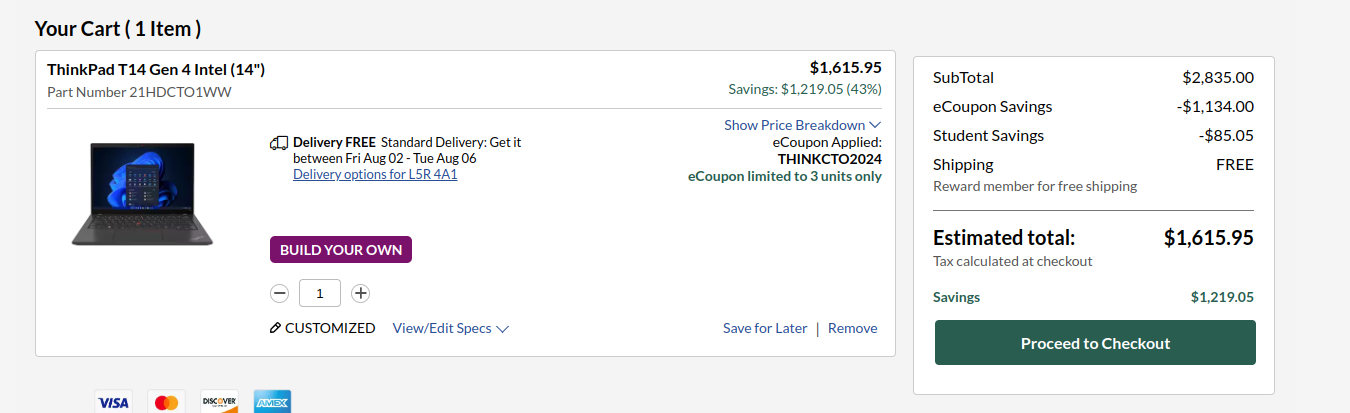 Your Cart ( 1 Item )
ThinkPad T14 Gen 4 Intel (14")
$1,615.95
Part Number 21HDCTO1WW
Savings: $1,219.05 (43%)
Show Price Breakdown
Delivery FREE Standard Delivery: Get it
between Fri Aug 02 - Tue Aug 06
Delivery options for L5R 4A1
eCoupon Applied:
THINKCTO2024
eCoupon limited to 3 units only
BUILD YOUR OWN
1
CUSTOMIZED View/Edit Specs
Save for Later | Remove
SubTotal $2,835.00
eCoupon Savings -$1,134.00
Student Savings -$85.05
Shipping FREE
Reward member for free shipping
Estimated total: $1,615.95
Tax calculated at checkout
Savings $1,219.05
Proceed to Checkout
VISA
DISCOVER
AMEX